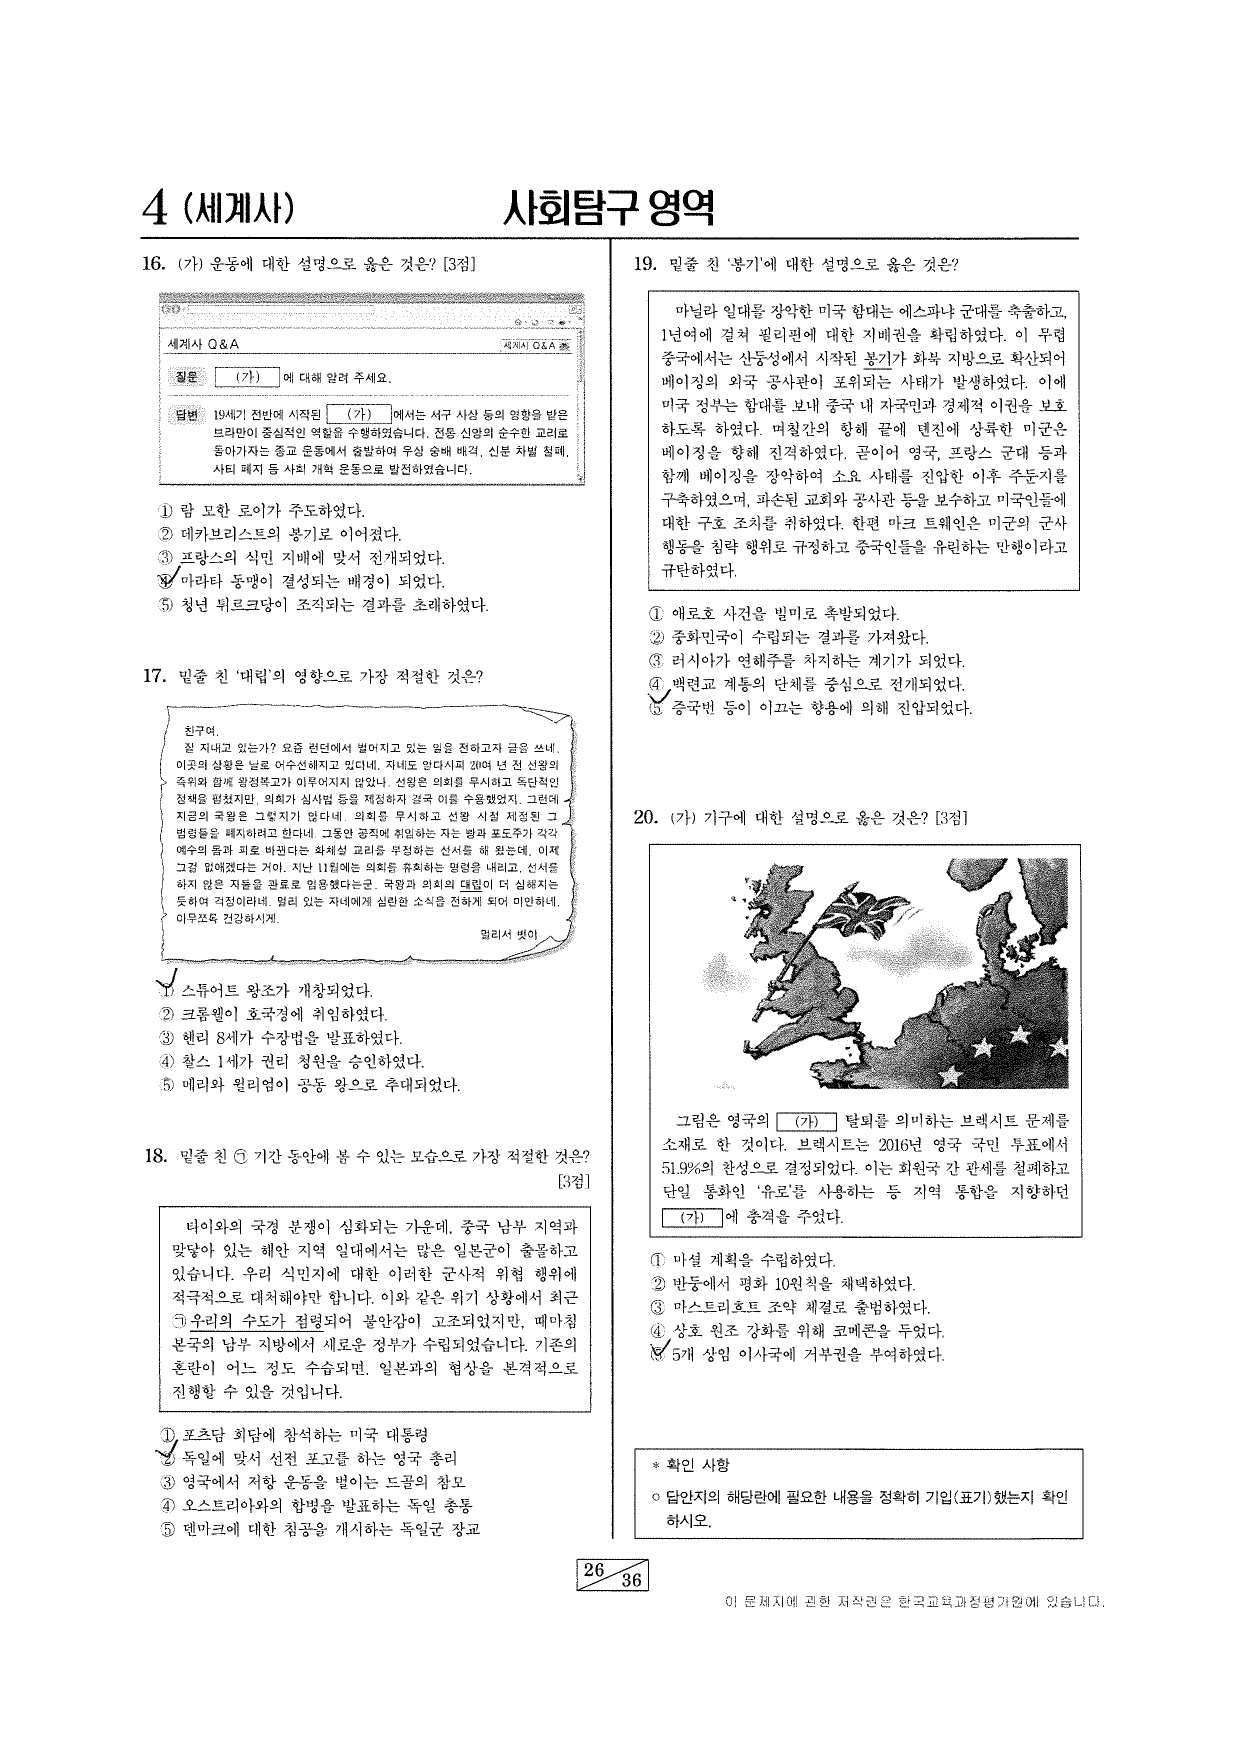 4 (세계사)
사회탐구 영역
16. (가) 운동에 대한 설명으로 옳은 것은? [3점]
세계사 Q&A
세계사 Q&A
질문 (가) 에 대해 알려 주세요.
답변 19세기 전반에 시작된 (가) 에서는 서구 사상 등의 영향을 받은
브라만이 중심적인 역할을 수행하였습니다. 전통 신앙의 순수한 교리로
돌아가자는 종교 운동에서 출발하여 우상 숭배 배격, 신분 차별 철폐,
사티 폐지 등 사회 개혁 운동으로 발전하였습니다.
① 람 모한 로이가 주도하였다.
② 데카브리스트의 봉기로 이어졌다.
③ 프랑스의 식민 지배에 맞서 전개되었다.
④ 마라타 동맹이 결성되는 배경이 되었다.
⑤ 청년 튀르크당이 조직되는 결과를 초래하였다.
17. 밑줄 친 '대립'의 영향으로 가장 적절한 것은?
친구여,
잘 지내고 있는가? 요즘 런던에서 벌어지고 있는 일을 전하고자 글을 쓰네.
이곳의 상황은 날로 어수선해지고 있다네. 자네도 알다시피 20여 년 전 선왕의
즉위와 함께 왕정복고가 이루어지지 않았나. 선왕은 의회를 무시하고 독단적인
정책을 펼쳤지만, 의회가 심사법 등을 제정하자 결국 이를 수용했었지. 그런데
지금의 국왕은 그렇지가 않다네. 의회를 무시하고 선왕 시절 제정된 그
법령들을 폐지하려고 한다네. 그동안 공직에 취임하는 자는 빵과 포도주가 각각
예수의 몸과 피로 바뀐다는 화체설 교리를 부정하는 선서를 해 왔는데, 이제
그걸 없애겠다는 거야. 지난 11월에는 의회를 휴회하는 명령을 내리고, 선서를
하지 않은 자들을 관료로 임용했다는군. 국왕과 의회의 대립이 더 심해지는
듯하여 걱정이라네. 멀리 있는 자네에게 심란한 소식을 전하게 되어 미안하네.
아무쪼록 건강하시게.
멀리서 벗이
① 스튜어트 왕조가 개창되었다.
② 크롬웰이 호국경에 취임하였다.
③ 헨리 8세가 수장법을 발표하였다.
④ 찰스 1세가 권리 청원을 승인하였다.
⑤ 메리와 윌리엄이 공동 왕으로 추대되었다.
18. 밑줄 친 ㉠ 기간 동안에 볼 수 있는 모습으로 가장 적절한 것은?
[3점]
타이와의 국경 분쟁이 심화되는 가운데, 중국 남부 지역과
맞닿아 있는 해안 지역 일대에서는 많은 일본군이 출몰하고
있습니다. 우리 식민지에 대한 이러한 군사적 위협 행위에
적극적으로 대처해야만 합니다. 이와 같은 위기 상황에서 최근
㉠우리의 수도가 점령되어 불안감이 고조되었지만, 때마침
본국의 남부 지방에서 새로운 정부가 수립되었습니다. 기존의
혼란이 어느 정도 수습되면, 일본과의 협상을 본격적으로
진행할 수 있을 것입니다.
① 포츠담 회담에 참석하는 미국 대통령
② 독일에 맞서 선전 포고를 하는 영국 총리
③ 영국에서 저항 운동을 벌이는 드골의 참모
④ 오스트리아와의 합병을 발표하는 독일 총통
⑤ 덴마크에 대한 침공을 개시하는 독일군 장교
19. 밑줄 친 '봉기'에 대한 설명으로 옳은 것은?
마닐라 일대를 장악한 미국 함대는 에스파냐 군대를 축출하고,
1년여에 걸쳐 필리핀에 대한 지배권을 확립하였다. 이 무렵
중국에서는 산둥성에서 시작된 봉기가 화북 지방으로 확산되어
베이징의 외국 공사관이 포위되는 사태가 발생하였다. 이에
미국 정부는 함대를 보내 중국 내 자국민과 경제적 이권을 보호
하도록 하였다. 며칠간의 항해 끝에 톈진에 상륙한 미군은
베이징을 향해 진격하였다. 곧이어 영국, 프랑스 군대 등과
함께 베이징을 장악하여 소요 사태를 진압한 이후 주둔지를
구축하였으며, 파손된 교회와 공사관 등을 보수하고 미국인들에
대한 구호 조치를 취하였다. 한편 마크 트웨인은 미군의 군사
행동을 침략 행위로 규정하고 중국인들을 유린하는 만행이라고
규탄하였다.
① 애로호 사건을 빌미로 촉발되었다.
② 중화민국이 수립되는 결과를 가져왔다.
③ 러시아가 연해주를 차지하는 계기가 되었다.
④ 백련교 계통의 단체를 중심으로 전개되었다.
⑤ 증국번 등이 이끄는 향용에 의해 진압되었다.
20. (가) 기구에 대한 설명으로 옳은 것은? [3점]
그림은 영국의 (가) 탈퇴를 의미하는 브렉시트 문제를
소재로 한 것이다. 브렉시트는 2016년 영국 국민 투표에서
51.9%의 찬성으로 결정되었다. 이는 회원국 간 관세를 철폐하고
단일 통화인 '유로'를 사용하는 등 지역 통합을 지향하던
(가) 에 충격을 주었다.
① 마셜 계획을 수립하였다.
② 반둥에서 평화 10원칙을 채택하였다.
③ 마스트리흐트 조약 체결로 출범하였다.
④ 상호 원조 강화를 위해 코메콘을 두었다.
⑤ 5개 상임 이사국에 거부권을 부여하였다.
* 확인 사항
○ 답안지의 해당란에 필요한 내용을 정확히 기입(표기)했는지 확인
하시오.
26 36
이 문제지에 관한 저작권은 한국교육과정평가원에 있습니다.